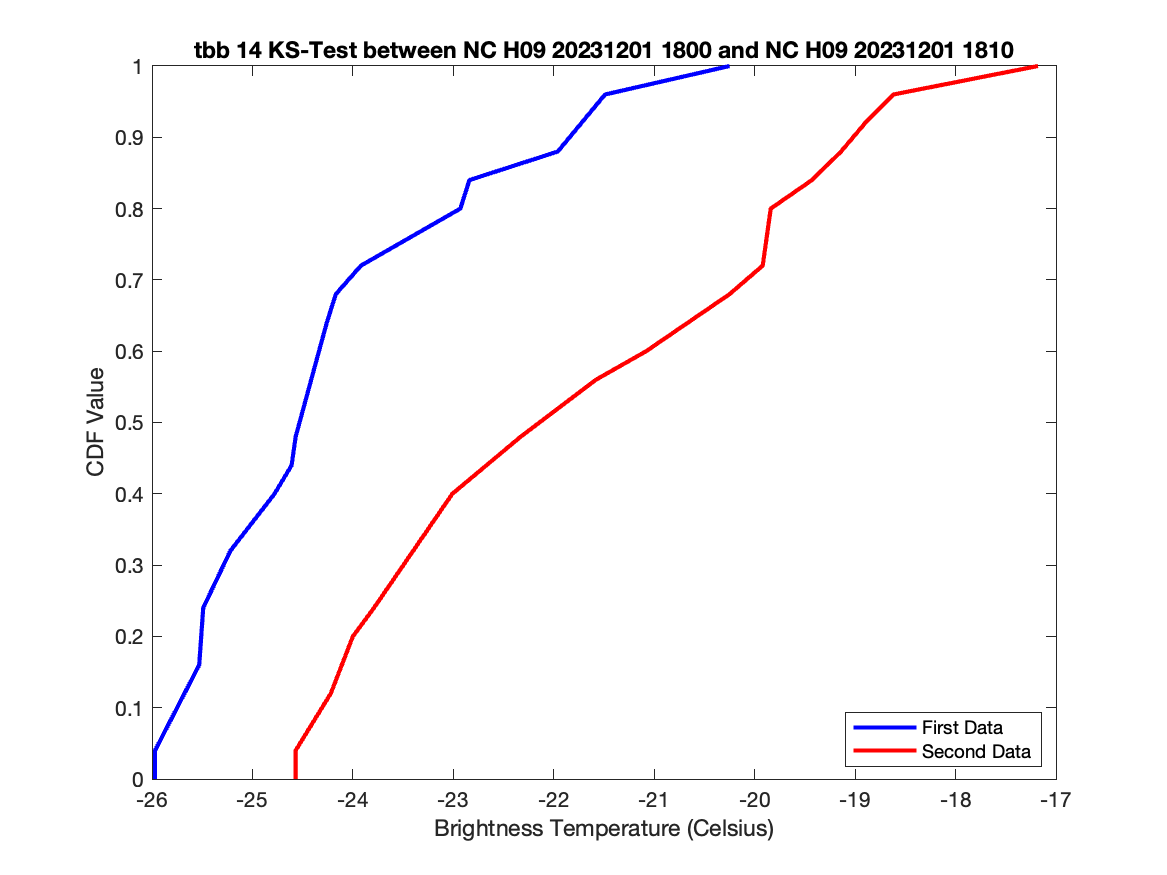 tbb 14 KS-Test between NC H09 20231201 1800 and NC H09 20231201 1810
1
0.9
0.8
0.7
0.6
0.5
0.4
0.3
0.2
0.1
0
CDF Value
First Data
Second Data
-26 -25 -24 -23 -22 -21 -20 -19 -18 -17
Brightness Temperature (Celsius)